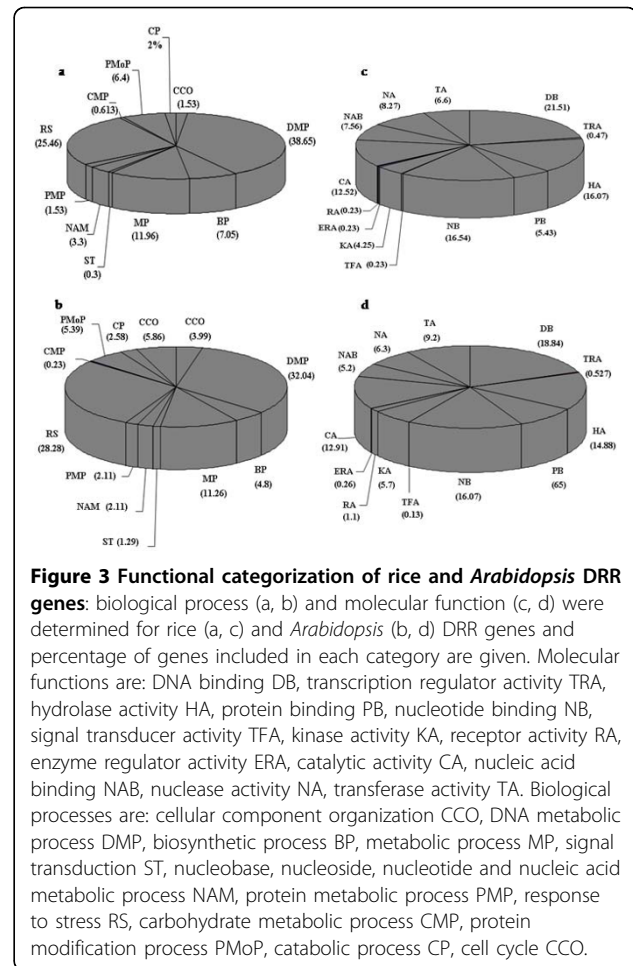 a
CP
2%
PMoP
(6.4)
CCO
(1.53)
CMP
(0.613)
RS
(25.46)
DMP
(38.65)
PMP
(1.53)
NAM
(3.3)
ST
(0.3)
MP
(11.96)
BP
(7.05)
c
NA
(8.27)
TA
(6.6)
DB
(21.51)
NAB
(7.56)
TRA
(0.47)
HA
(16.07)
CA
(12.52)
RA (0.23)
ERA (0.23)
KA (4.25)
TFA (0.23)
NB
(16.54)
PB
(5.43)
b
PMoP
(5.39)
CP
(2.58)
CCO
(5.86)
CCO
(3.99)
CMP
(0.23)
DMP
(32.04)
RS
(28.28)
PMP (2.11)
NAM (2.11)
ST (1.29)
MP
(11.26)
BP
(4.8)
d
NA
(6.3)
TA
(9.2)
DB
(18.84)
NAB
(5.2)
TRA
(0.527)
HA
(14.88)
CA
(12.91)
ERA
(0.26)
RA
(1.1)
KA
(5.7)
TFA
(0.13)
NB
(16.07)
PB
(65)
Figure 3 Functional categorization of rice and Arabidopsis DRR
genes: biological process (a, b) and molecular function (c, d) were
determined for rice (a, c) and Arabidopsis (b, d) DRR genes and
percentage of genes included in each category are given. Molecular
functions are: DNA binding DB, transcription regulator activity TRA,
hydrolase activity HA, protein binding PB, nucleotide binding NB,
signal transducer activity TFA, kinase activity KA, receptor activity RA,
enzyme regulator activity ERA, catalytic activity CA, nucleic acid
binding NAB, nuclease activity NA, transferase activity TA. Biological
processes are: cellular component organization CCO, DNA metabolic
process DMP, biosynthetic process BP, metabolic process MP, signal
transduction ST, nucleobase, nucleoside, nucleotide and nucleic acid
metabolic process NAM, protein metabolic process PMP, response
to stress RS, carbohydrate metabolic process CMP, protein
modification process PMoP, catabolic process CP, cell cycle CCO.